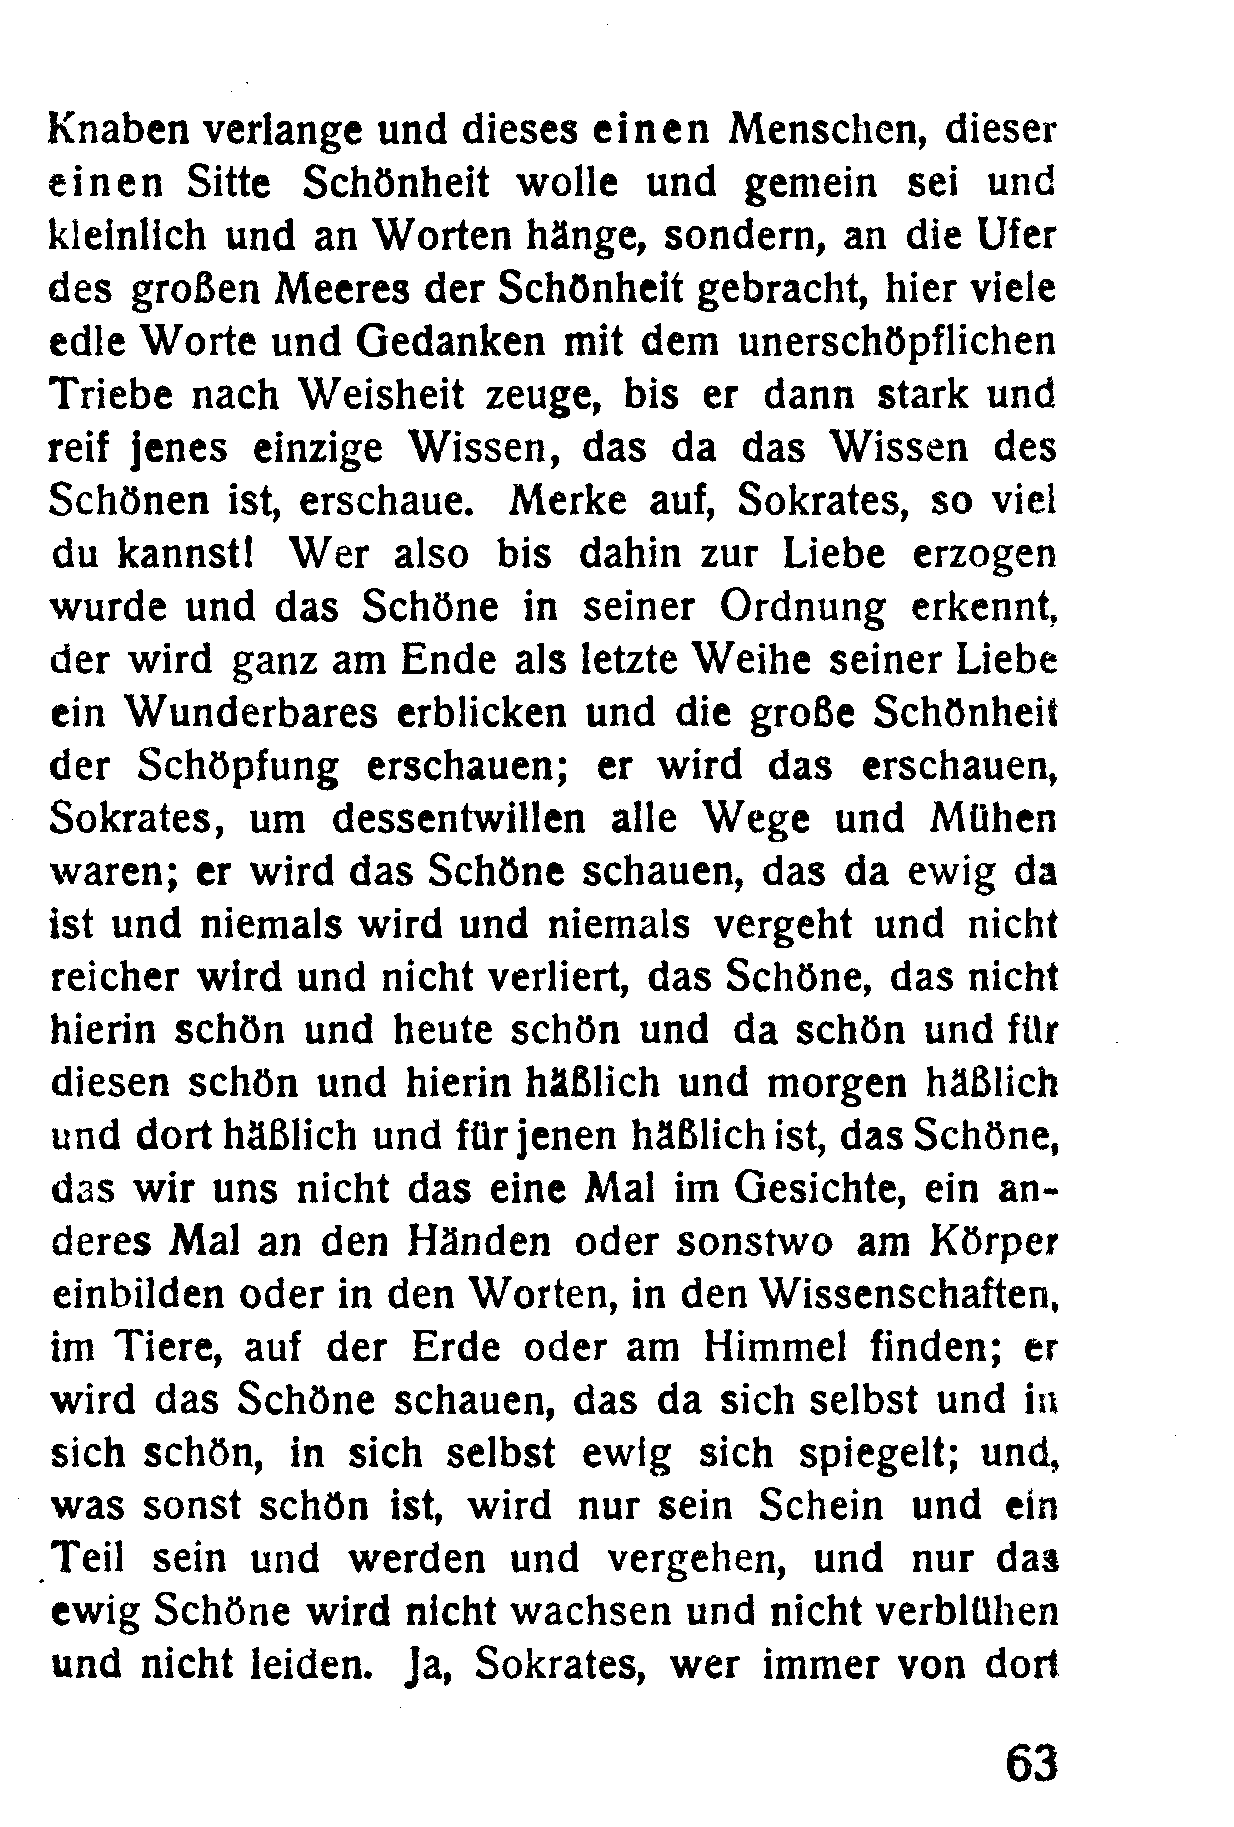 Knaben verlange und dieses einen Menschen, dieser
einen Sitte Schönheit wolle und gemein sei und
kleinlich und an Worten hänge, sondern, an die Ufer
des großen Meeres der Schönheit gebracht, hier viele
edle Worte und Gedanken mit dem unerschöpflichen
Triebe nach Weisheit zeuge, bis er dann stark und
reif jenes einzige Wissen, das da das Wissen des
Schönen ist, erschaue. Merke auf, Sokrates, so viel
du kannst! Wer also bis dahin zur Liebe erzogen
wurde und das Schöne in seiner Ordnung erkennt,
der wird ganz am Ende als letzte Weihe seiner Liebe
ein Wunderbares erblicken und die große Schönheit
der Schöpfung erschauen; er wird das erschauen,
Sokrates, um dessentwillen alle Wege und Mühen
waren; er wird das Schöne schauen, das da ewig da
ist und niemals wird und niemals vergeht und nicht
reicher wird und nicht verliert, das Schöne, das nicht
hierin schön und heute schön und da schön und für
diesen schön und hierin häßlich und morgen häßlich
und dort häßlich und für jenen häßlich ist, das Schöne,
das wir uns nicht das eine Mal im Gesichte, ein an-
deres Mal an den Händen oder sonstwo am Körper
einbilden oder in den Worten, in den Wissenschaften,
im Tiere, auf der Erde oder am Himmel finden; er
wird das Schöne schauen, das da sich selbst und in
sich schön, in sich selbst ewig sich spiegelt; und,
was sonst schön ist, wird nur sein Schein und ein
Teil sein und werden und vergehen, und nur das
ewig Schöne wird nicht wachsen und nicht verblühen
und nicht leiden. Ja, Sokrates, wer immer von dort
63